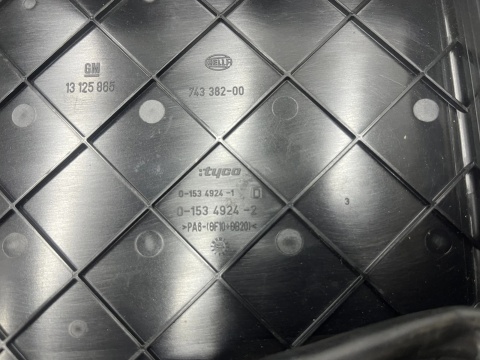 GM
13 125 865
HELLA
743 382-00
tyco
0-153 4924 -1
0-153 4924 -2
>PA6-(GF10+GB20)<
3